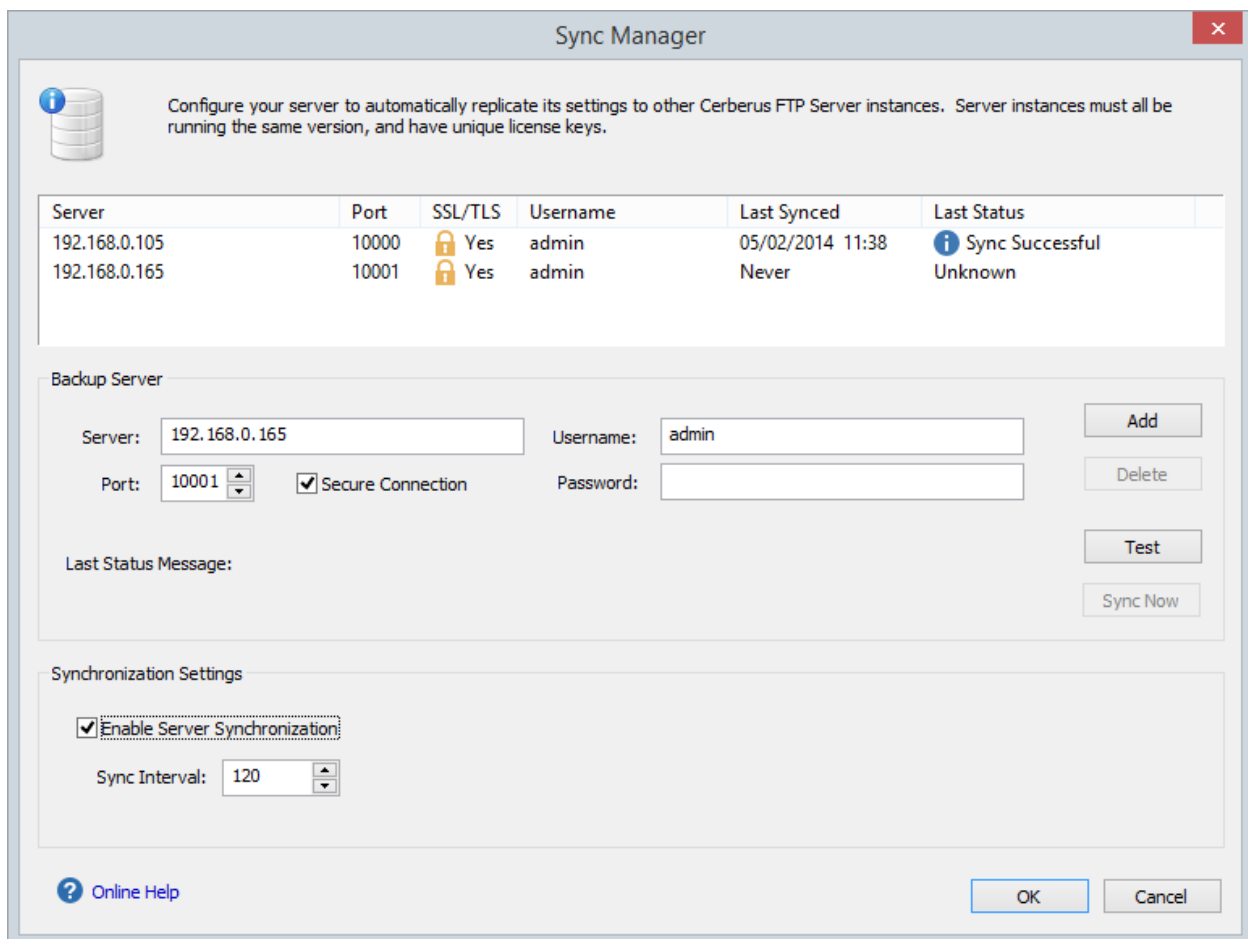 Sync Manager
Configure your server to automatically replicate its settings to other Cerberus FTP Server instances.  Server instances must all be
running the same version, and have unique license keys.
Server Port SSL/TLS Username Last Synced Last Status
192.168.0.105 10000 Yes admin 05/02/2014 11:38 Sync Successful
192.168.0.165 10001 Yes admin Never Unknown
Backup Server
Server: 192.168.0.165 Username: admin Add
Port: 10001 Secure Connection Password: Delete
Last Status Message: Test
Sync Now
Synchronization Settings
Enable Server Synchronization
Sync Interval: 120
Online Help OK Cancel